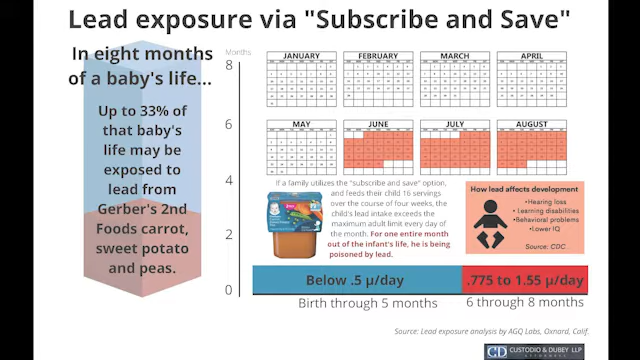 Lead exposure via "Subscribe and Save"
In eight months
of a baby's life...
Up to 33% of
that baby's
life may be
exposed to
lead from
Gerber's 2nd
Foods carrot,
sweet potato
and peas.
Months
8
6
4
2
0
JANUARY
FEBRUARY
MARCH
APRIL
MAY
JUNE
JULY
AUGUST
If a family utilizes the "subscribe and save" option,
and feeds their child 16 servings
over the course of four weeks, the
child's lead intake exceeds the
maximum adult limit every day of
the month. For one entire month
out of the infant's life, he is being
poisoned by lead.
Gerber
How lead affects development
•Hearing loss
•Learning disabilities
•Behavioral problems
•Lower IQ
Source: CDC
Below .5 µ/day
.775 to 1.55 µ/day
Birth through 5 months
6 through 8 months
Source: Lead exposure analysis by AGQ Labs, Oxnard, Calif.
CD
CUSTODIO & DUBEY LLP